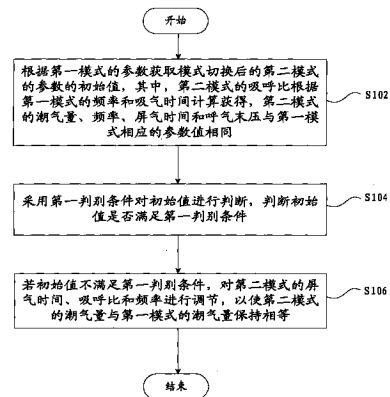 开始
根据第一模式的参数获取模式切换后的第二模式
的参数的初始值，其中，第二模式的吸呼比根据
第一模式的频率和吸气时间计算获得，第二模式
的潮气量、频率、屏气时间和呼气末压与第一模
式相应的参数值相同
S102
采用第一判别条件对初始值进行判断，判断初始
值是否满足第一判别条件
S104
若初始值不满足第一判别条件，对第二模式的屏
气时间、吸呼比和频率进行调节，以使第二模式
的潮气量与第一模式的潮气量保持相等
S106
结束